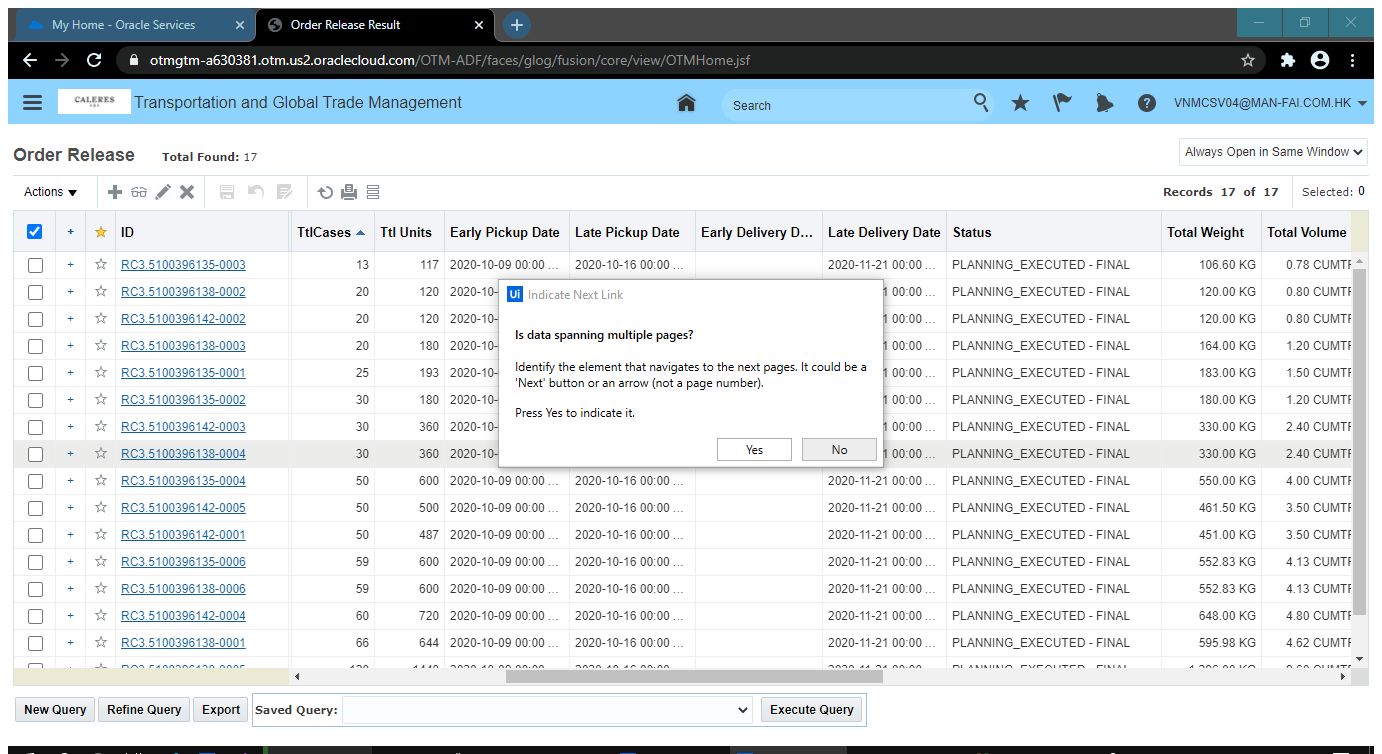 My Home - Oracle Services
Order Release Result
otmgtm-a630381.otm.us2.oraclecloud.com/OTM-ADF/faces/glog/fusion/core/view/OTMHome.jsf
CALERES Transportation and Global Trade Management Search VNMCSV04@MAN-FAI.COM.HK
Order Release Total Found: 17 Always Open in Same Window
Actions Records 17 of 17 Selected: 0
ID TtlCases Ttl Units Early Pickup Date Late Pickup Date Early Delivery D... Late Delivery Date Status Total Weight Total Volume
RC3.5100396135-0003 13 117 2020-10-09 00:00 ... 2020-10-16 00:00 ... 2020-11-21 00:00 ... PLANNING_EXECUTED - FINAL 106.60 KG 0.78 CUMTR
RC3.5100396138-0002 20 120 2020-10- 1 00:00 ... PLANNING_EXECUTED - FINAL 120.00 KG 0.80 CUMTR
RC3.5100396142-0002 20 120 2020-10- 1 00:00 ... PLANNING_EXECUTED - FINAL 120.00 KG 0.80 CUMTR
RC3.5100396138-0003 20 180 2020-10- 1 00:00 ... PLANNING_EXECUTED - FINAL 164.00 KG 1.20 CUMTR
RC3.5100396135-0001 25 193 2020-10- 1 00:00 ... PLANNING_EXECUTED - FINAL 183.00 KG 1.50 CUMTR
RC3.5100396135-0002 30 180 2020-10- 1 00:00 ... PLANNING_EXECUTED - FINAL 180.00 KG 1.20 CUMTR
RC3.5100396142-0003 30 360 2020-10- 1 00:00 ... PLANNING_EXECUTED - FINAL 330.00 KG 2.40 CUMTR
RC3.5100396138-0004 30 360 2020-10- 1 00:00 ... PLANNING_EXECUTED - FINAL 330.00 KG 2.40 CUMTR
RC3.5100396135-0004 50 600 2020-10-09 00:00 ... 2020-10-16 00:00 ... 2020-11-21 00:00 ... PLANNING_EXECUTED - FINAL 550.00 KG 4.00 CUMTR
RC3.5100396142-0005 50 500 2020-10-09 00:00 ... 2020-10-16 00:00 ... 2020-11-21 00:00 ... PLANNING_EXECUTED - FINAL 461.50 KG 3.50 CUMTR
RC3.5100396142-0001 50 487 2020-10-09 00:00 ... 2020-10-16 00:00 ... 2020-11-21 00:00 ... PLANNING_EXECUTED - FINAL 451.00 KG 3.50 CUMTR
RC3.5100396135-0006 59 600 2020-10-09 00:00 ... 2020-10-16 00:00 ... 2020-11-21 00:00 ... PLANNING_EXECUTED - FINAL 552.83 KG 4.13 CUMTR
RC3.5100396138-0006 59 600 2020-10-09 00:00 ... 2020-10-16 00:00 ... 2020-11-21 00:00 ... PLANNING_EXECUTED - FINAL 552.83 KG 4.13 CUMTR
RC3.5100396142-0004 60 720 2020-10-09 00:00 ... 2020-10-16 00:00 ... 2020-11-21 00:00 ... PLANNING_EXECUTED - FINAL 648.00 KG 4.80 CUMTR
RC3.5100396138-0001 66 644 2020-10-09 00:00 ... 2020-10-16 00:00 ... 2020-11-21 00:00 ... PLANNING_EXECUTED - FINAL 595.98 KG 4.62 CUMTR
Ui Indicate Next Link
Is data spanning multiple pages?
Identify the element that navigates to the next pages. It could be a
'Next' button or an arrow (not a page number).
Press Yes to indicate it.
Yes No
New Query Refine Query Export Saved Query: Execute Query